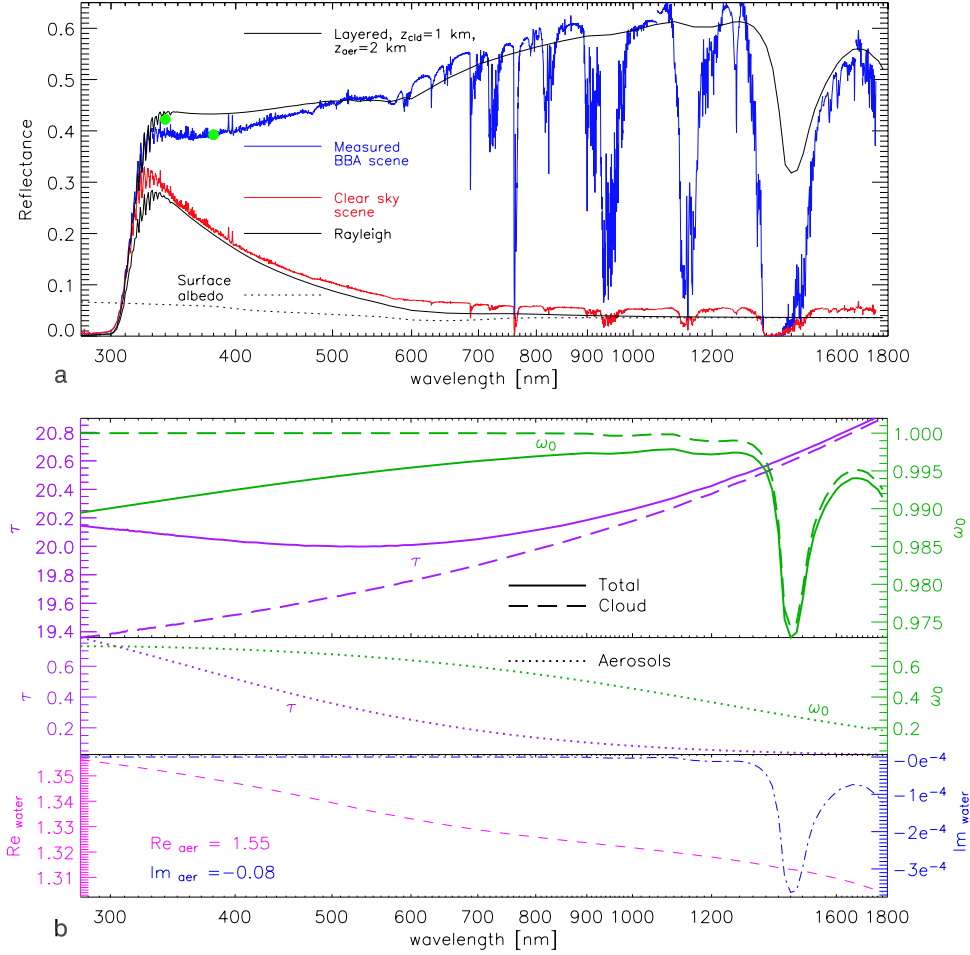 0.6
0.5
0.4
0.3
0.2
0.1
0.0
Reflectance
Layered, z_cld=1 km,
z_aer=2 km
Measured
BBA scene
Clear sky
scene
Rayleigh
Surface
albedo
300 400 500 600 700 800 900 1000 1200 1600 1800
wavelength [nm]
a
20.8
20.6
20.4
20.2
20.0
19.8
19.6
19.4
τ
ω₀
τ
Total
Cloud
1.000
0.995
0.990
0.985
0.980
0.975
ω₀
0.6
0.4
0.2
τ
τ
Aerosols
ω₀
0.6
0.4
0.2
ω₀
1.35
1.34
1.33
1.32
1.31
Re water
Re aer = 1.55
Im aer =−0.08
−0e⁻⁴
−1e⁻⁴
−2e⁻⁴
−3e⁻⁴
Im water
300 400 500 600 700 800 900 1000 1200 1600 1800
wavelength [nm]
b